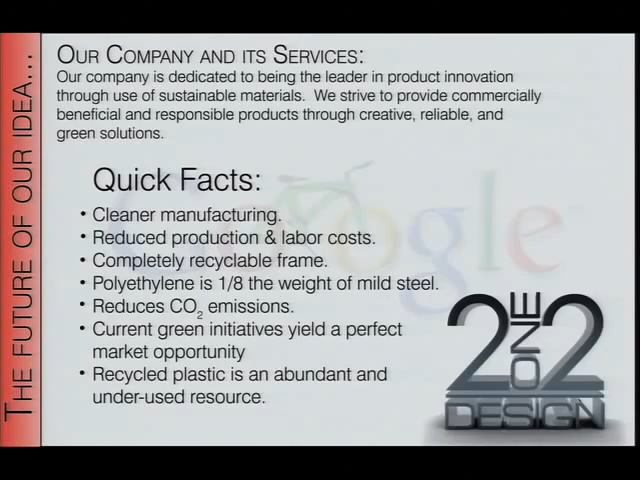 THE FUTURE OF OUR IDEA...
OUR COMPANY AND ITS SERVICES:
Our company is dedicated to being the leader in product innovation
through use of sustainable materials. We strive to provide commercially
beneficial and responsible products through creative, reliable, and
green solutions.
Quick Facts:
• Cleaner manufacturing.
• Reduced production & labor costs.
• Completely recyclable frame.
• Polyethylene is 1/8 the weight of mild steel.
• Reduces CO2 emissions.
• Current green initiatives yield a perfect
market opportunity
• Recycled plastic is an abundant and
under-used resource.
Google
2 ONE 2
DESIGN